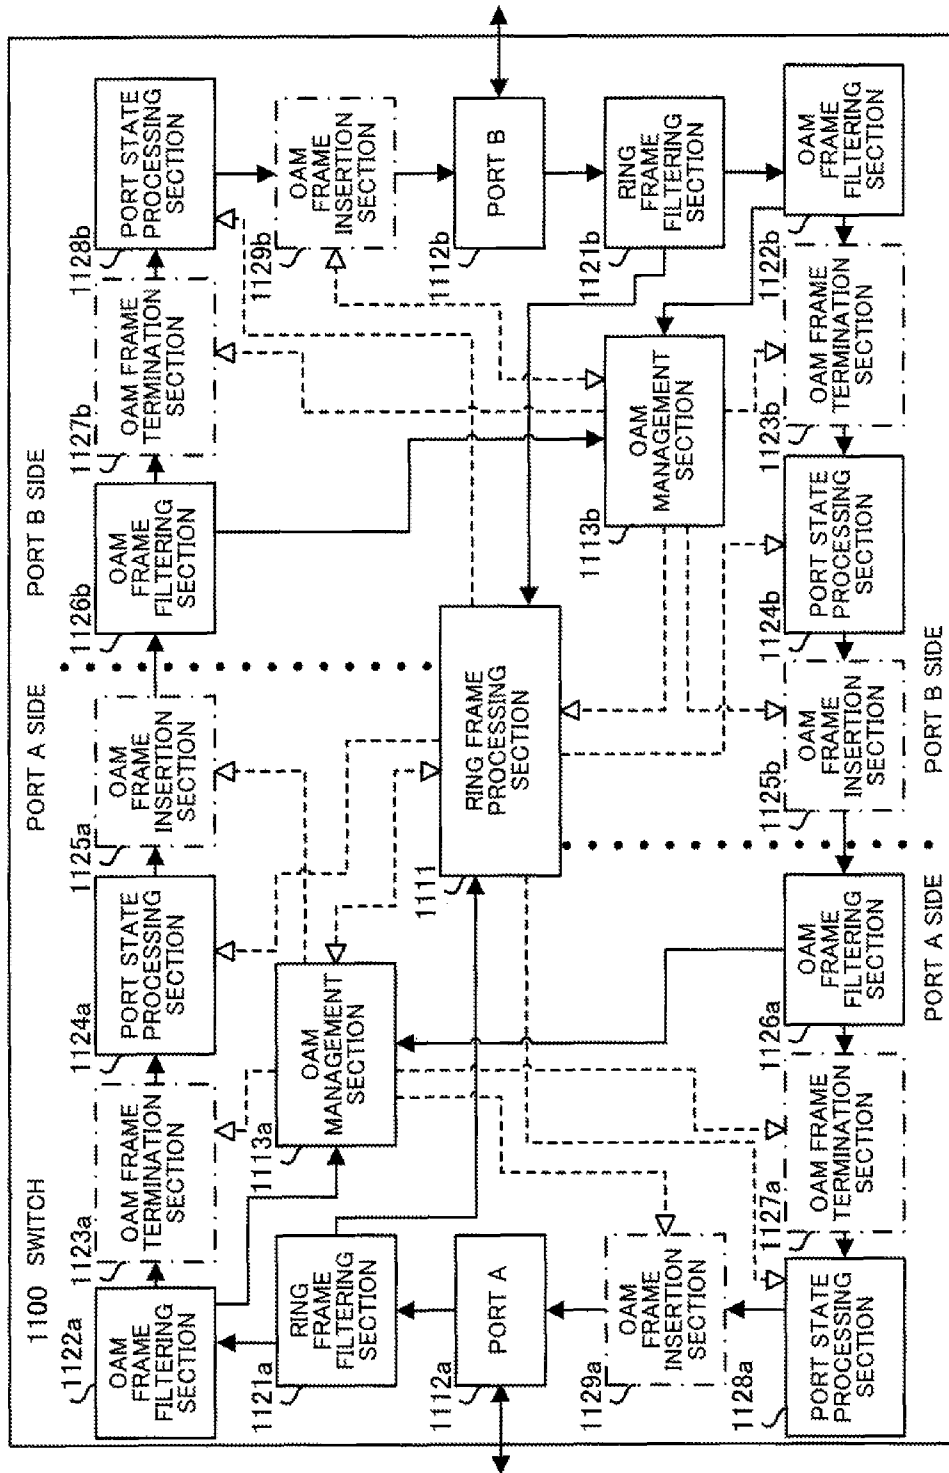 1100 SWITCH
PORT A SIDE
PORT B SIDE
1122a
OAM
FRAME
FILTERING
SECTION
1123a
OAM FRAME
TERMINATION
SECTION
1124a
PORT STATE
PROCESSING
SECTION
1125a
OAM
FRAME
INSERTION
SECTION
1126b
OAM
FRAME
FILTERING
SECTION
1127b
OAM FRAME
TERMINATION
SECTION
1128b
PORT STATE
PROCESSING
SECTION
1121a
RING
FRAME
FILTERING
SECTION
1113a
OAM
MANAGEMENT
SECTION
1129b
OAM
FRAME
INSERTION
SECTION
1112a
PORT A
1111
RING FRAME
PROCESSING
SECTION
1112b
PORT B
1129a
OAM
FRAME
INSERTION
SECTION
1113b
OAM
MANAGEMENT
SECTION
1121b
RING
FRAME
FILTERING
SECTION
1128a
PORT STATE
PROCESSING
SECTION
1127a
OAM FRAME
TERMINATION
SECTION
1126a
OAM
FRAME
FILTERING
SECTION
1125b
OAM
FRAME
INSERTION
SECTION
1124b
PORT STATE
PROCESSING
SECTION
1123b
OAM FRAME
TERMINATION
SECTION
1122b
OAM
FRAME
FILTERING
SECTION
PORT A SIDE
PORT B SIDE